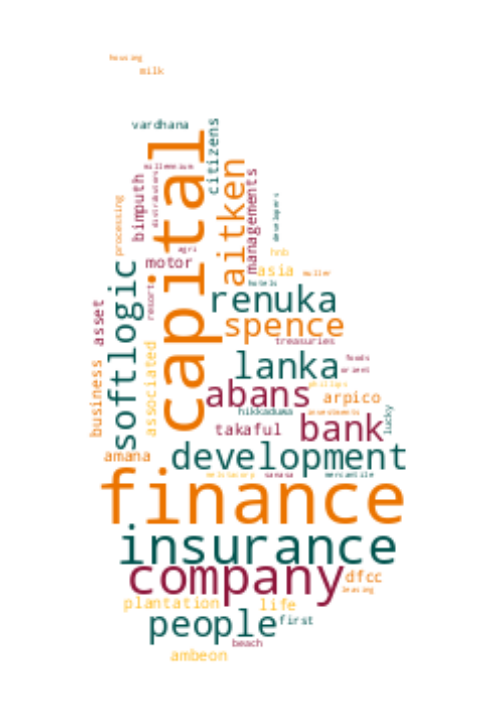 housing
milk
vardhana
citizens
millennium
distributors
bimputh
capital
aitken
managements
developers
processing
agri
motor
hnb
asia
muller
hotels
softlogic
resort
renuka
asset
spence
treasuries
associated
business
lanka
foods
orient
phillips
abans
arpico
hikkaduwa
investments
lucky
takaful
bank
amana
development
sanasa
mercantile
finance
insurance
company
dfcc
leasing
plantation
life
people
first
beach
ambeon